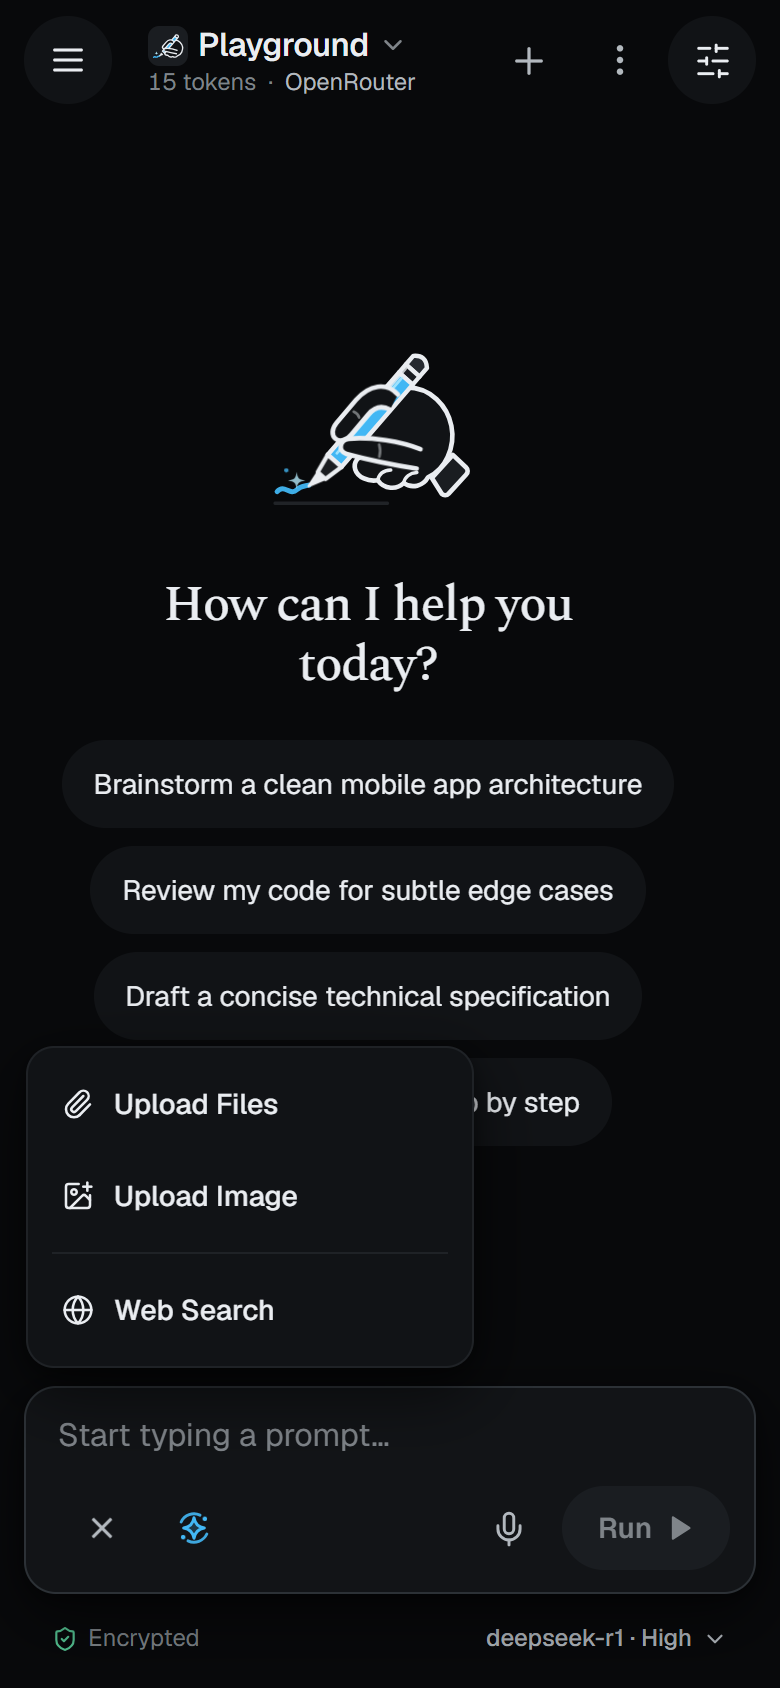 Playground
15 tokens · OpenRouter
How can I help you
today?
Brainstorm a clean mobile app architecture
Review my code for subtle edge cases
Draft a concise technical specification
by step
Upload Files
Upload Image
Web Search
Start typing a prompt...
Run
Encrypted
deepseek-r1 · High